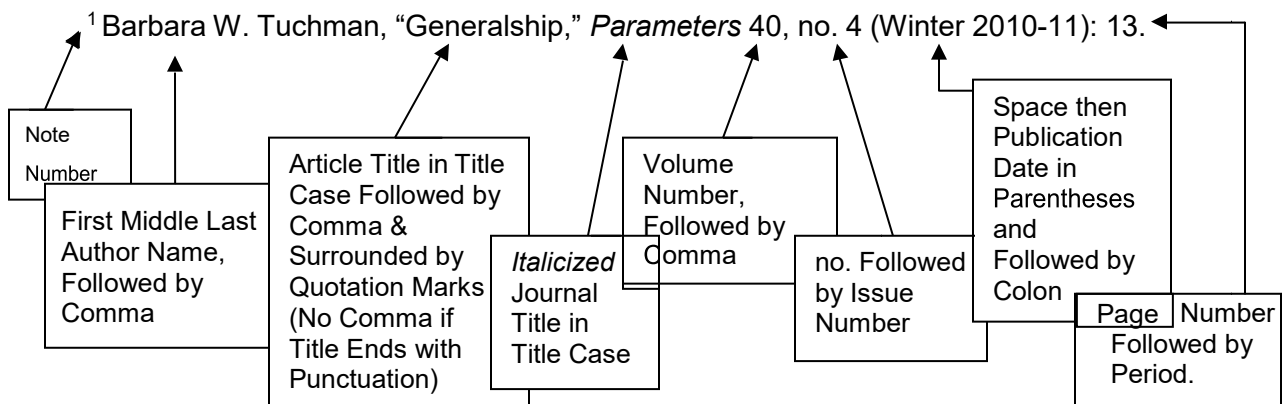 1 Barbara W. Tuchman, “Generalship,” Parameters 40, no. 4 (Winter 2010-11): 13.
Note
Number
First Middle Last
Author Name,
Followed by
Comma
Article Title in Title
Case Followed by
Comma &
Surrounded by
Quotation Marks
(No Comma if
Title Ends with
Punctuation)
Italicized
Journal
Title in
Title Case
Volume
Number,
Followed by
Comma
no. Followed
by Issue
Number
Space then
Publication
Date in
Parentheses
and
Followed by
Colon
Page Number
Followed by
Period.